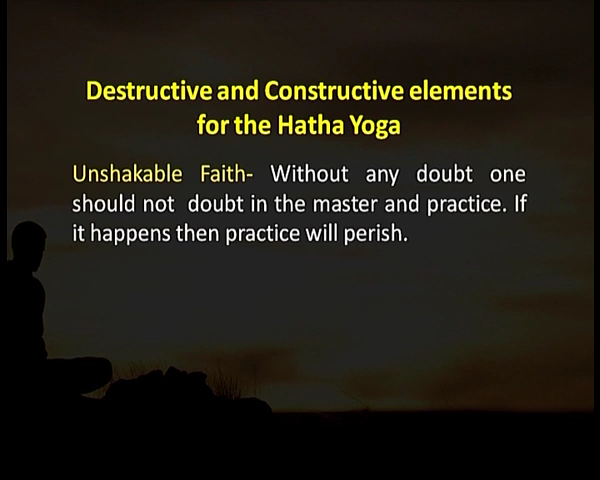 Destructive and Constructive elements
for the Hatha Yoga
Unshakable Faith- Without any doubt one
should not doubt in the master and practice. If
it happens then practice will perish.